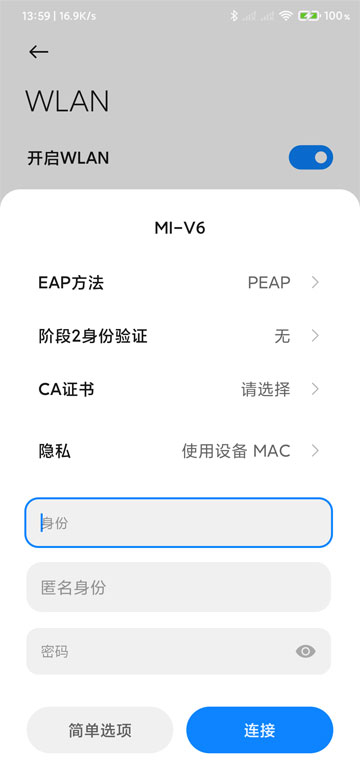 13:59 | 16.9K/s
100%
WLAN
开启WLAN
MI-V6
EAP方法 PEAP
阶段2身份验证 无
CA证书 请选择
隐私 使用设备 MAC
身份
匿名身份
密码
简单选项 连接